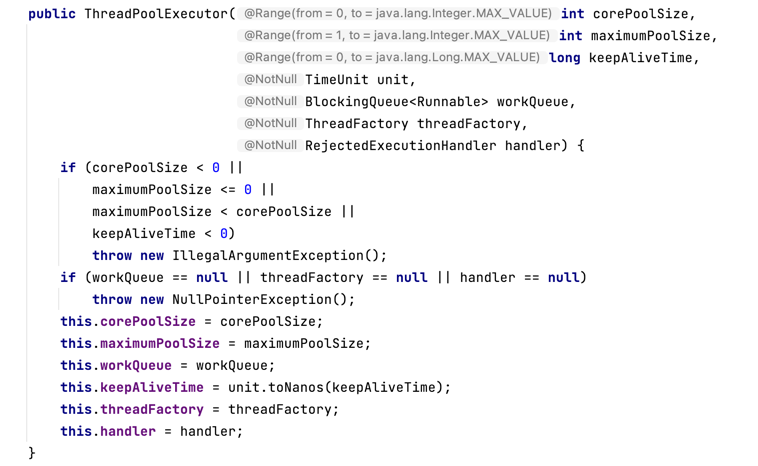 public ThreadPoolExecutor( @Range(from = 0, to = java.lang.Integer.MAX_VALUE) int corePoolSize,
@Range(from = 1, to = java.lang.Integer.MAX_VALUE) int maximumPoolSize,
@Range(from = 0, to = java.lang.Long.MAX_VALUE) long keepAliveTime,
@NotNull TimeUnit unit,
@NotNull BlockingQueue<Runnable> workQueue,
@NotNull ThreadFactory threadFactory,
@NotNull RejectedExecutionHandler handler) {
if (corePoolSize < 0 ||
maximumPoolSize <= 0 ||
maximumPoolSize < corePoolSize ||
keepAliveTime < 0)
throw new IllegalArgumentException();
if (workQueue == null || threadFactory == null || handler == null)
throw new NullPointerException();
this.corePoolSize = corePoolSize;
this.maximumPoolSize = maximumPoolSize;
this.workQueue = workQueue;
this.keepAliveTime = unit.toNanos(keepAliveTime);
this.threadFactory = threadFactory;
this.handler = handler;
}